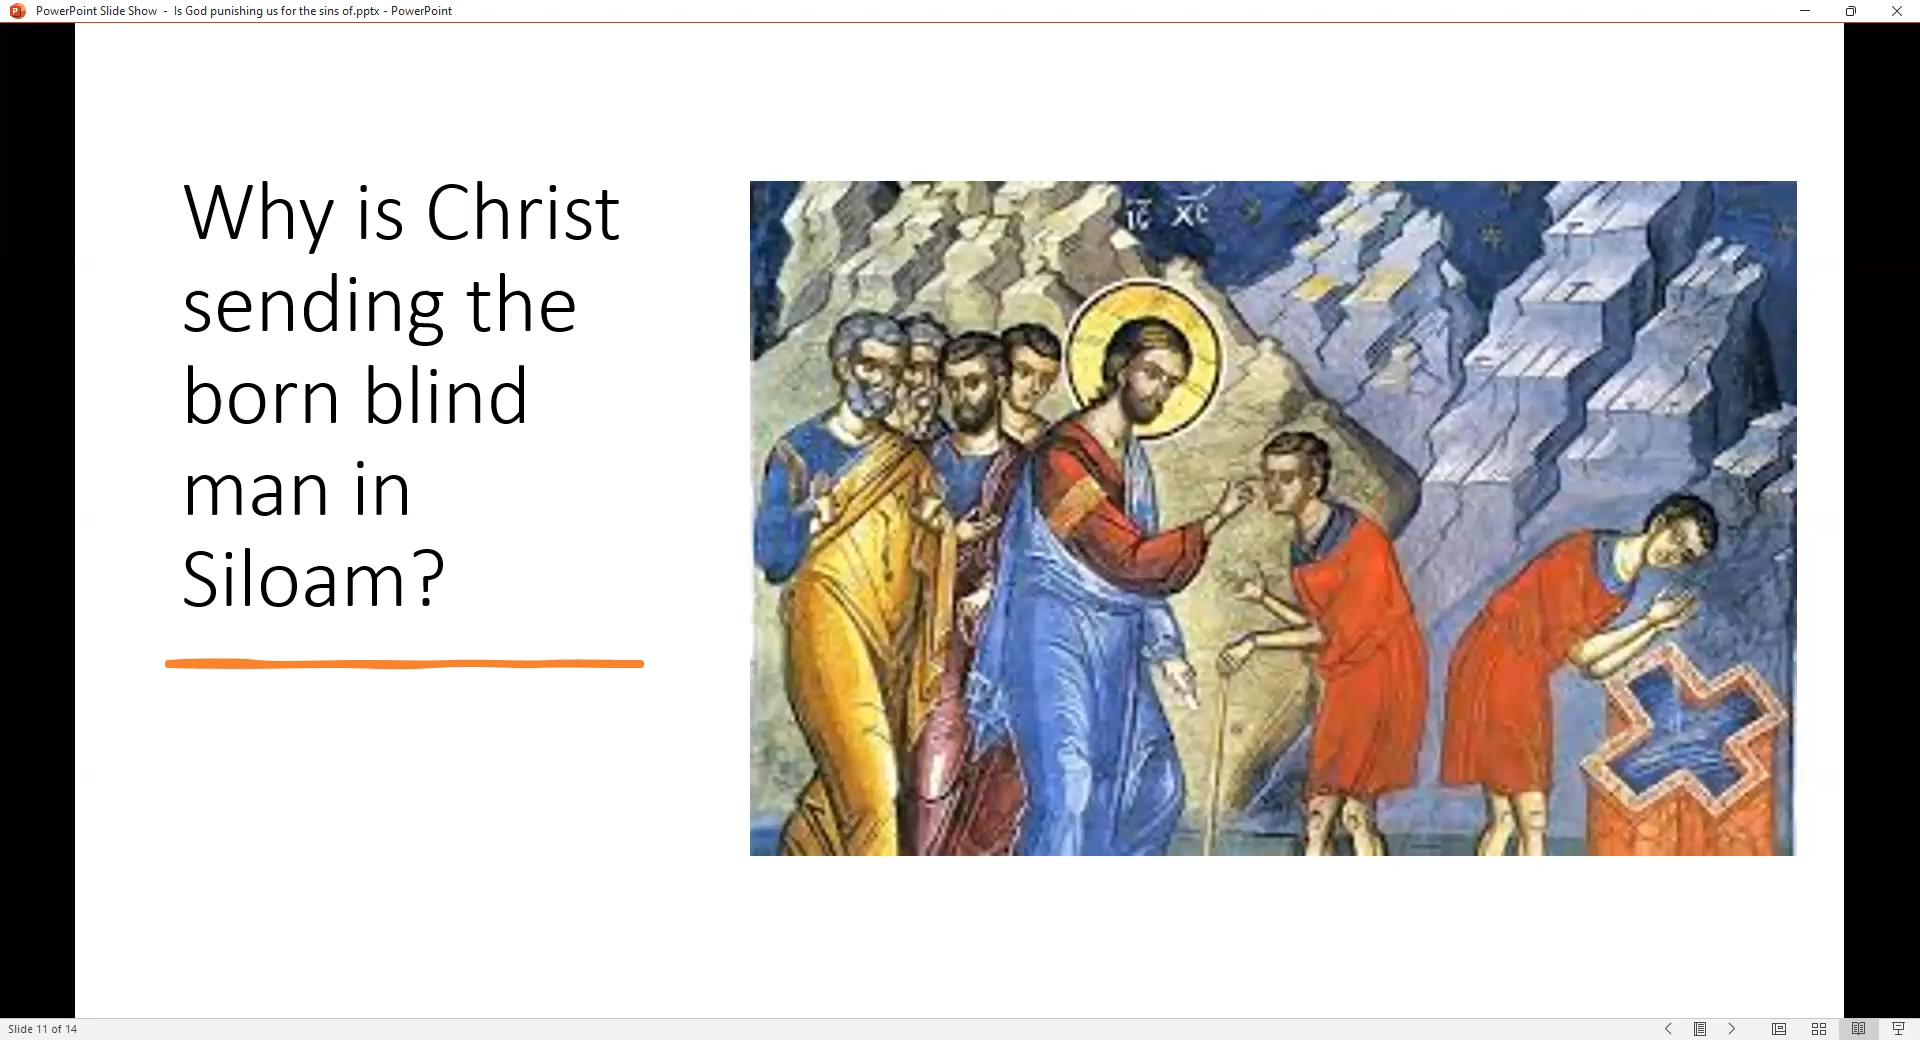 PowerPoint Slide Show - Is God punishing us for the sins of.pptx - PowerPoint
Why is Christ
sending the
born blind
man in
Siloam?
IC XC
Slide 11 of 14